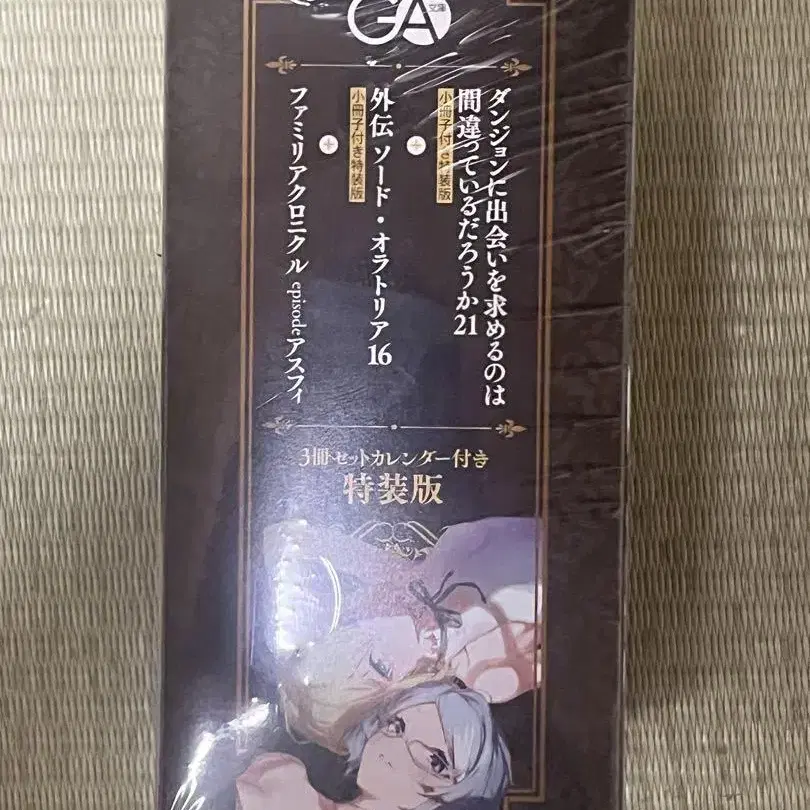 GA文庫
ダンジョンに出会いを求めるのは
間違っているだろうか21
小冊子付き特装版
+
外伝 ソード・オラトリア16
小冊子付き特装版
+
ファミリアクロニクル episodeアスフィ
3冊セットカレンダー付き
特装版